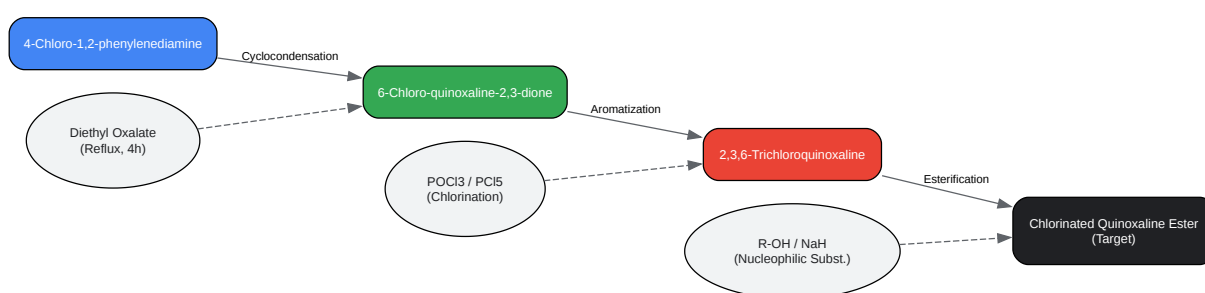 4-Chloro-1,2-phenylenediamine
Cyclocondensation
Diethyl Oxalate
(Reflux, 4h)
6-Chloro-quinoxaline-2,3-dione
Aromatization
POCl3 / PCl5
(Chlorination)
2,3,6-Trichloroquinoxaline
Esterification
R-OH / NaH
(Nucleophilic Subst.)
Chlorinated Quinoxaline Ester
(Target)